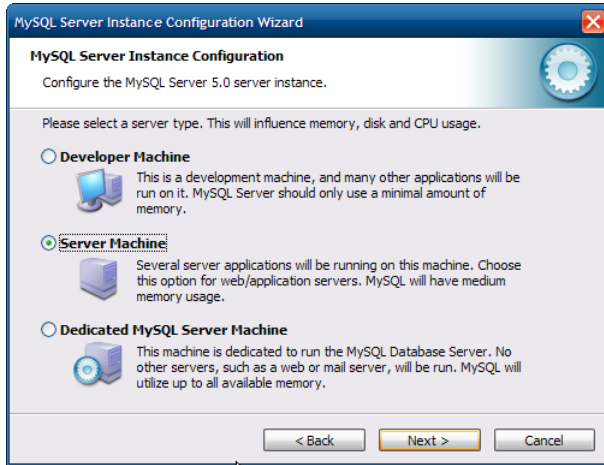 MySQL Server Instance Configuration Wizard
MySQL Server Instance Configuration
Configure the MySQL Server 5.0 server instance.
Please select a server type. This will influence memory, disk and CPU usage.
Developer Machine
This is a development machine, and many other applications will be
run on it. MySQL Server should only use a minimal amount of
memory.
Server Machine
Several server applications will be running on this machine. Choose
this option for web/application servers. MySQL will have medium
memory usage.
Dedicated MySQL Server Machine
This machine is dedicated to run the MySQL Database Server. No
other servers, such as a web or mail server, will be run. MySQL will
utilize up to all available memory.
< Back Next > Cancel